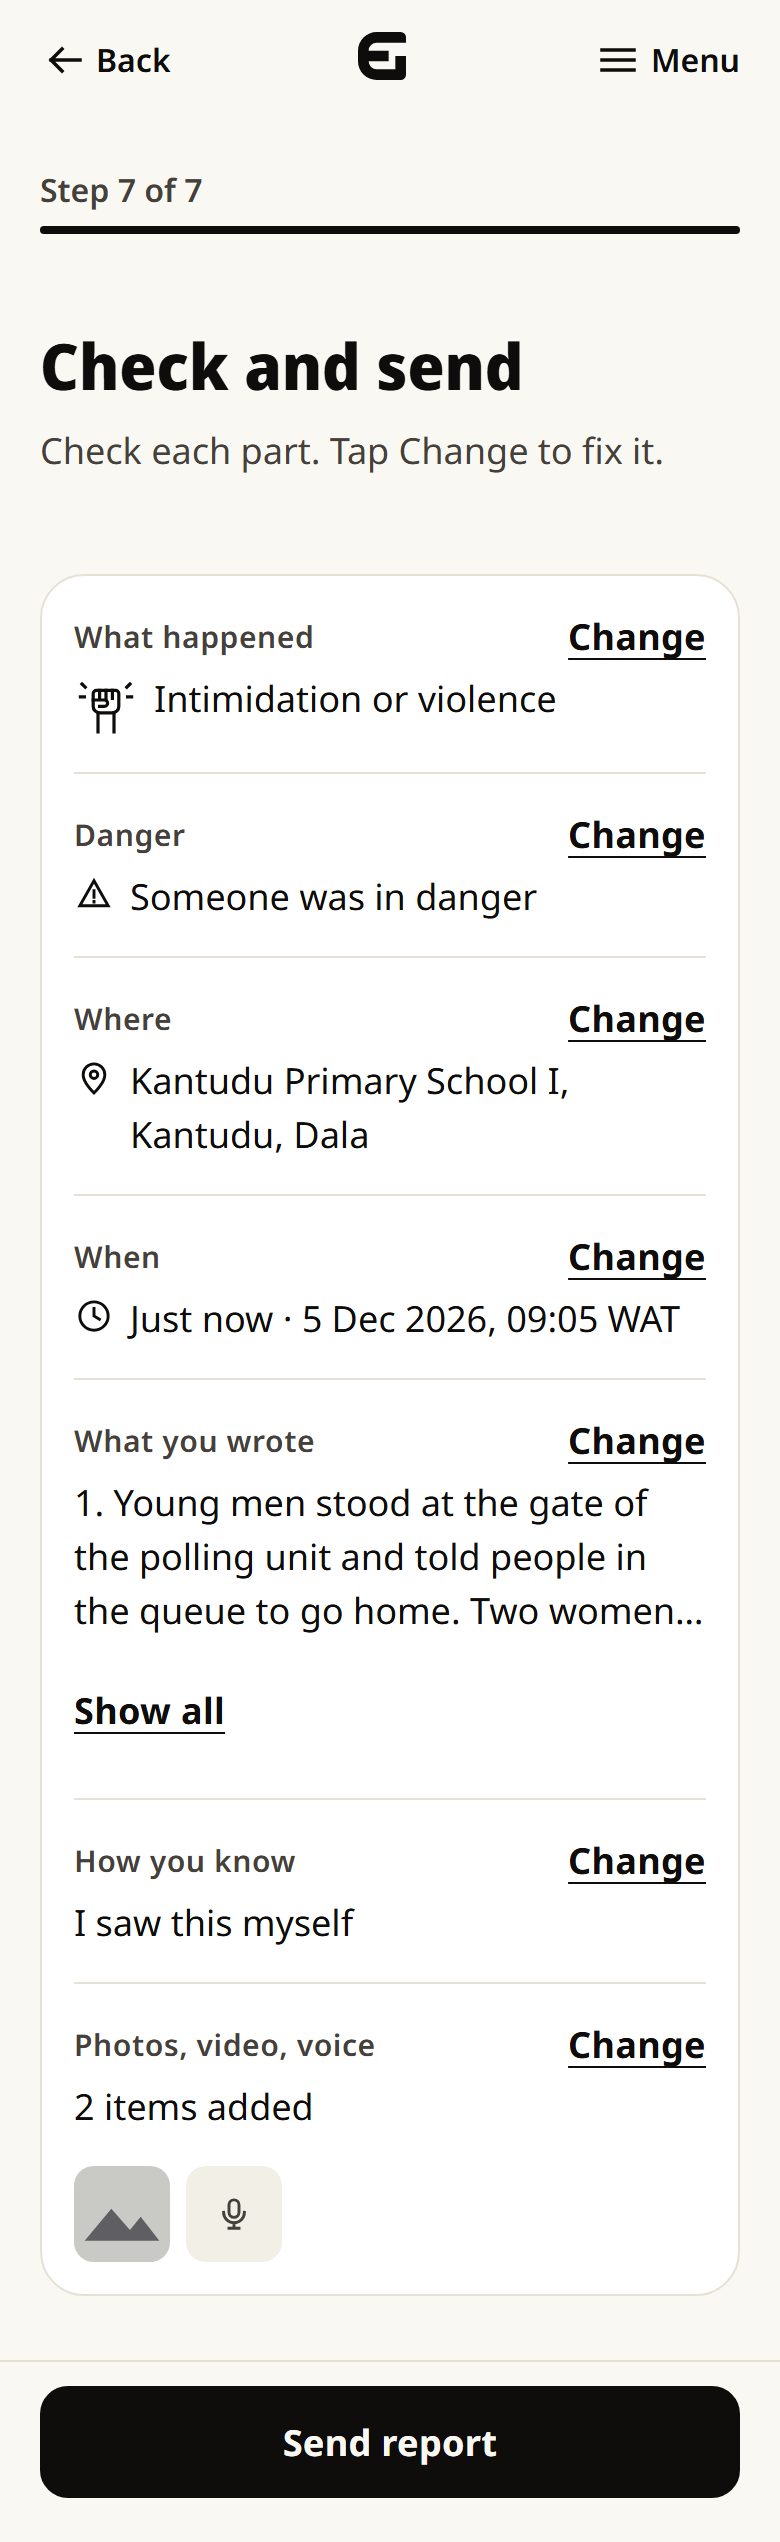 Back
Menu
Step 7 of 7
Check and send
Check each part. Tap Change to fix it.
What happened
Change
Intimidation or violence
Danger
Change
Someone was in danger
Where
Change
Kantudu Primary School I,
Kantudu, Dala
When
Change
Just now · 5 Dec 2026, 09:05 WAT
What you wrote
Change
1. Young men stood at the gate of
the polling unit and told people in
the queue to go home. Two women...
Show all
How you know
Change
I saw this myself
Photos, video, voice
Change
2 items added
Send report